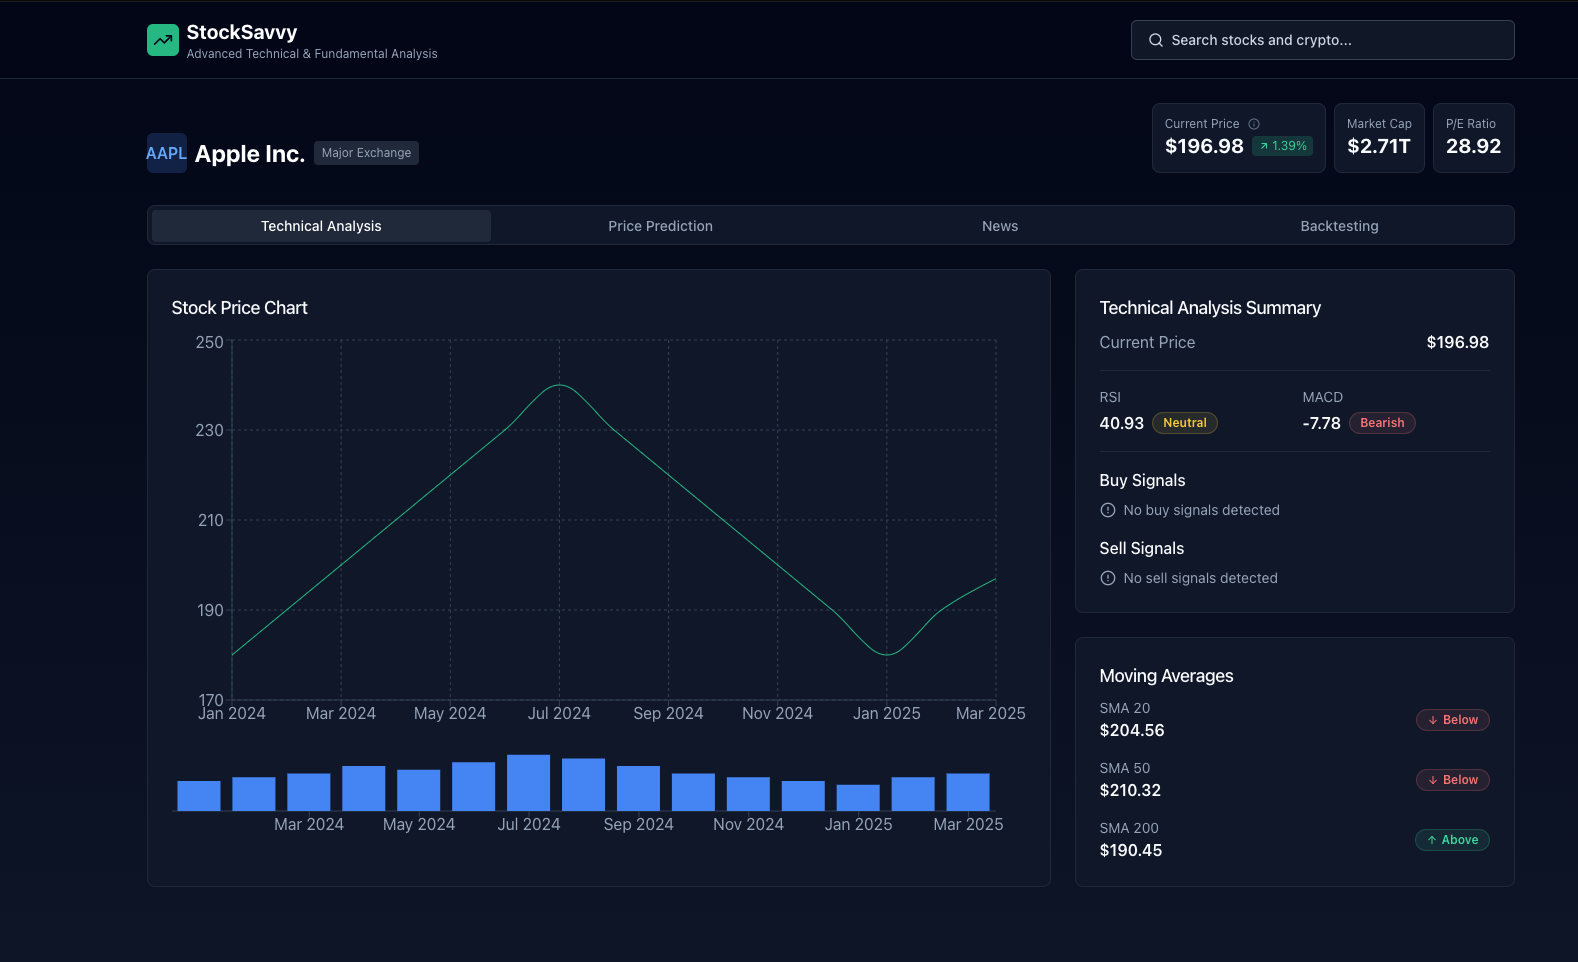 StockSavvy
Advanced Technical & Fundamental Analysis
Search stocks and crypto...
AAPL
Apple Inc.
Major Exchange
Current Price
$196.98
1.39%
Market Cap
$2.71T
P/E Ratio
28.92
Technical Analysis
Price Prediction
News
Backtesting
Stock Price Chart
250
230
210
190
170
Jan 2024
Mar 2024
May 2024
Jul 2024
Sep 2024
Nov 2024
Jan 2025
Mar 2025
Mar 2024
May 2024
Jul 2024
Sep 2024
Nov 2024
Jan 2025
Mar 2025
Technical Analysis Summary
Current Price
$196.98
RSI
40.93 Neutral
MACD
-7.78 Bearish
Buy Signals
No buy signals detected
Sell Signals
No sell signals detected
Moving Averages
SMA 20
$204.56
↓ Below
SMA 50
$210.32
↓ Below
SMA 200
$190.45
↑ Above